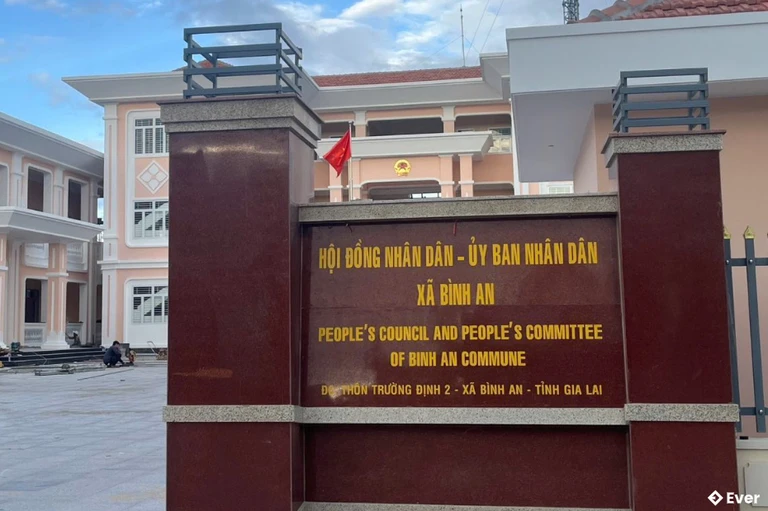 HỘI ĐỒNG NHÂN DÂN - ỦY BAN NHÂN DÂN
XÃ BÌNH AN
PEOPLE'S COUNCIL AND PEOPLE'S COMMITTEE
OF BINH AN COMMUNE
ĐC: THÔN TRƯỜNG ĐỊNH 2 - XÃ BÌNH AN - TỈNH GIA LAI
Ever